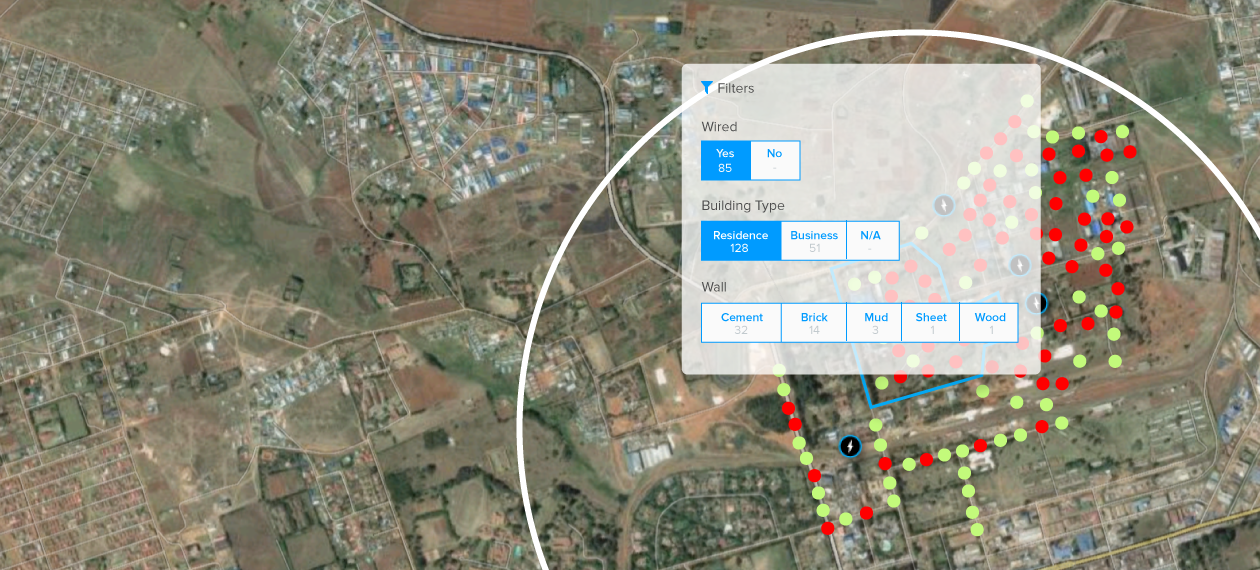 Filters
Wired
Yes No
85 -
Building Type
Residence Business N/A
128 51 -
Wall
Cement Brick Mud Sheet Wood
32 14 3 1 1